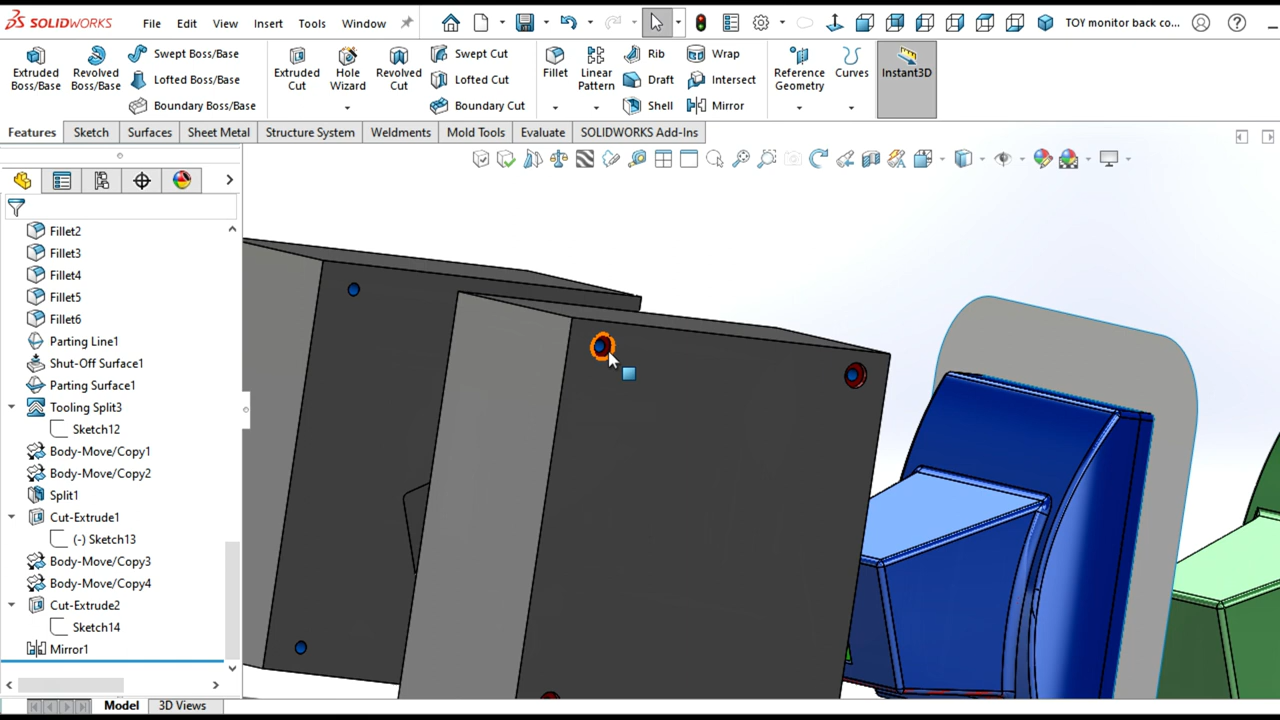 SOLIDWORKS File Edit View Insert Tools Window TOY monitor back co...
Extruded Boss/Base
Revolved Boss/Base
Swept Boss/Base
Lofted Boss/Base
Boundary Boss/Base
Extruded Cut
Hole Wizard
Revolved Cut
Swept Cut
Lofted Cut
Boundary Cut
Fillet
Linear Pattern
Rib
Draft
Shell
Wrap
Intersect
Mirror
Reference Geometry
Curves
Instant3D
Features Sketch Surfaces Sheet Metal Structure System Weldments Mold Tools Evaluate SOLIDWORKS Add-Ins
Fillet2
Fillet3
Fillet4
Fillet5
Fillet6
Parting Line1
Shut-Off Surface1
Parting Surface1
Tooling Split3
Sketch12
Body-Move/Copy1
Body-Move/Copy2
Split1
Cut-Extrude1
(-) Sketch13
Body-Move/Copy3
Body-Move/Copy4
Cut-Extrude2
Sketch14
Mirror1
Model 3D Views